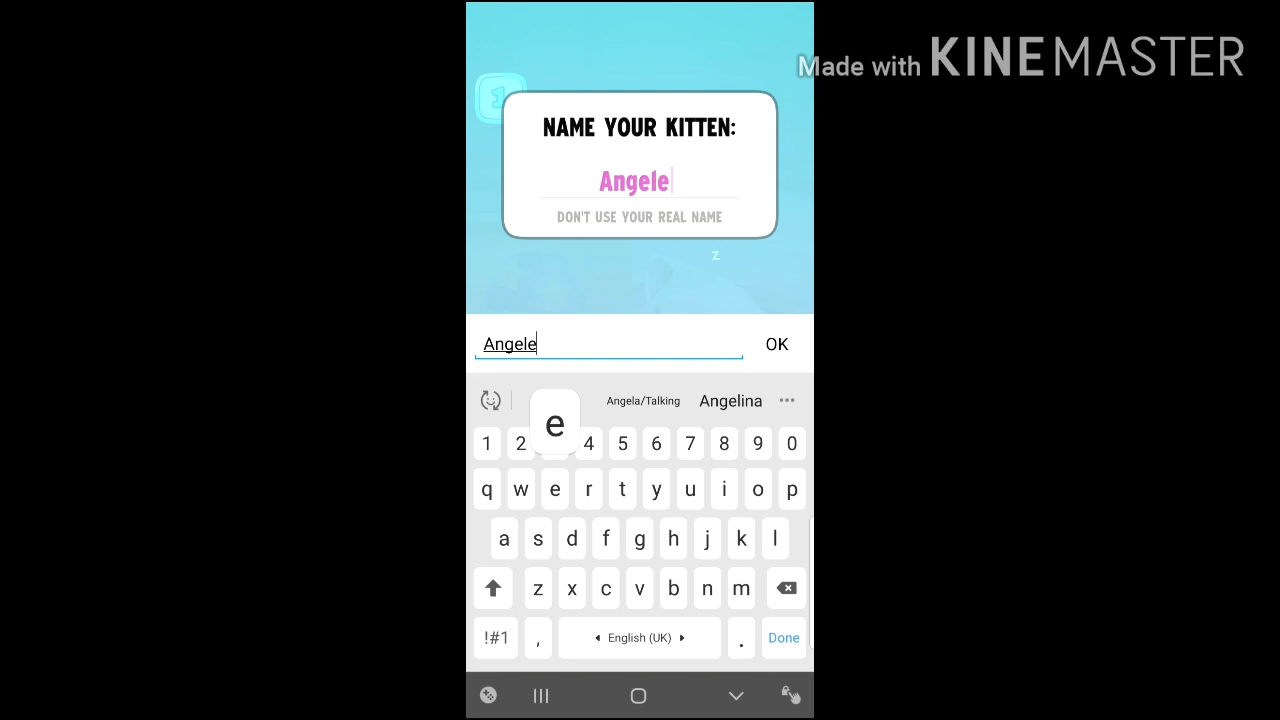 Made with KINEMASTER
1
NAME YOUR KITTEN:
Angele
DON'T USE YOUR REAL NAME
z
Angele OK
e Angela/Talking Angelina
1 2 4 5 6 7 8 9 0
q w e r t y u i o p
a s d f g h j k l
z x c v b n m
!#1 , English (UK) . Done